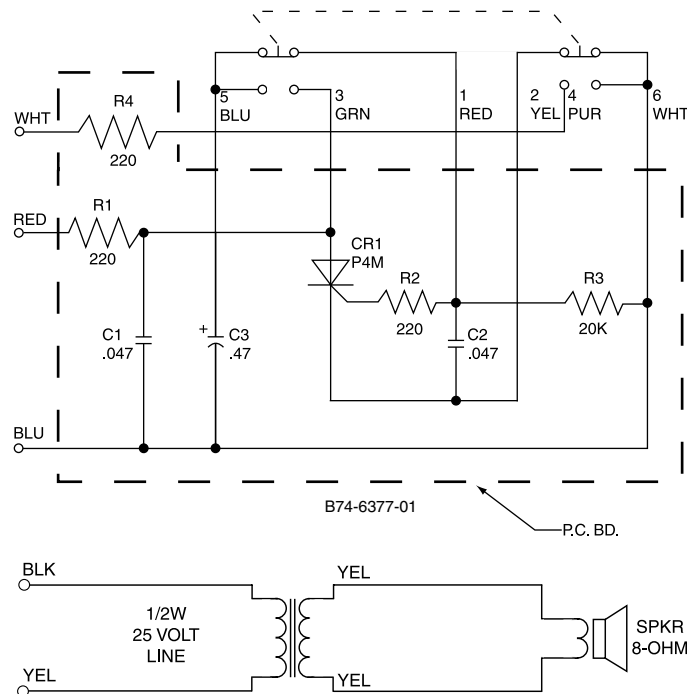 5
BLU
3
GRN
1
RED
2
YEL
4
PUR
6
WHT
WHT
R4
220
RED
R1
220
CR1
P4M
R2
220
R3
20K
C1
.047
+
C3
.47
C2
.047
BLU
B74-6377-01
P.C. BD.
BLK
YEL
1/2W
25 VOLT
LINE
SPKR
8-OHM
YEL
YEL